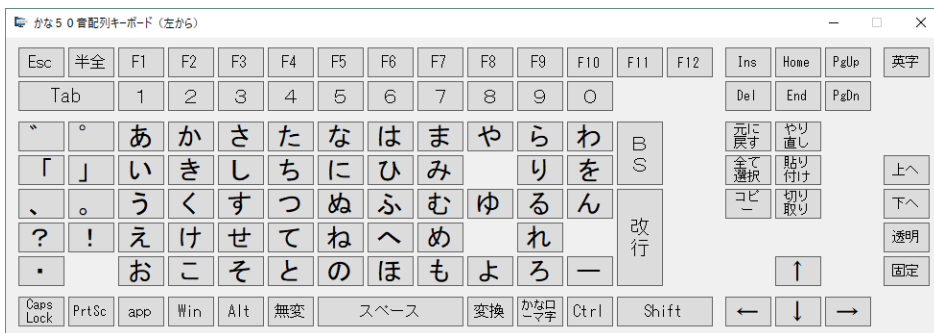 かな５０音配列キーボード（左から）
Esc 半全 F1 F2 F3 F4 F5 F6 F7 F8 F9 F10 F11 F12 Ins Home PgUp 英字
Tab １ ２ ３ ４ ５ ６ ７ ８ ９ ０ Del End PgDn
゛ ゜ あ か さ た な は ま や ら わ BS 元に戻す やり直し
「 」 い き し ち に ひ み り を 全て選択 貼り付け 上へ
、 。 う く す つ ぬ ふ む ゆ る ん コピー 切り取り 下へ
？ ！ え け せ て ね へ め れ 改行 透明
・ お こ そ と の ほ も よ ろ ー ↑ 固定
Caps Lock PrtSc app Win Alt 無変 スペース 変換 かなローマ字 Ctrl Shift ← ↓ →